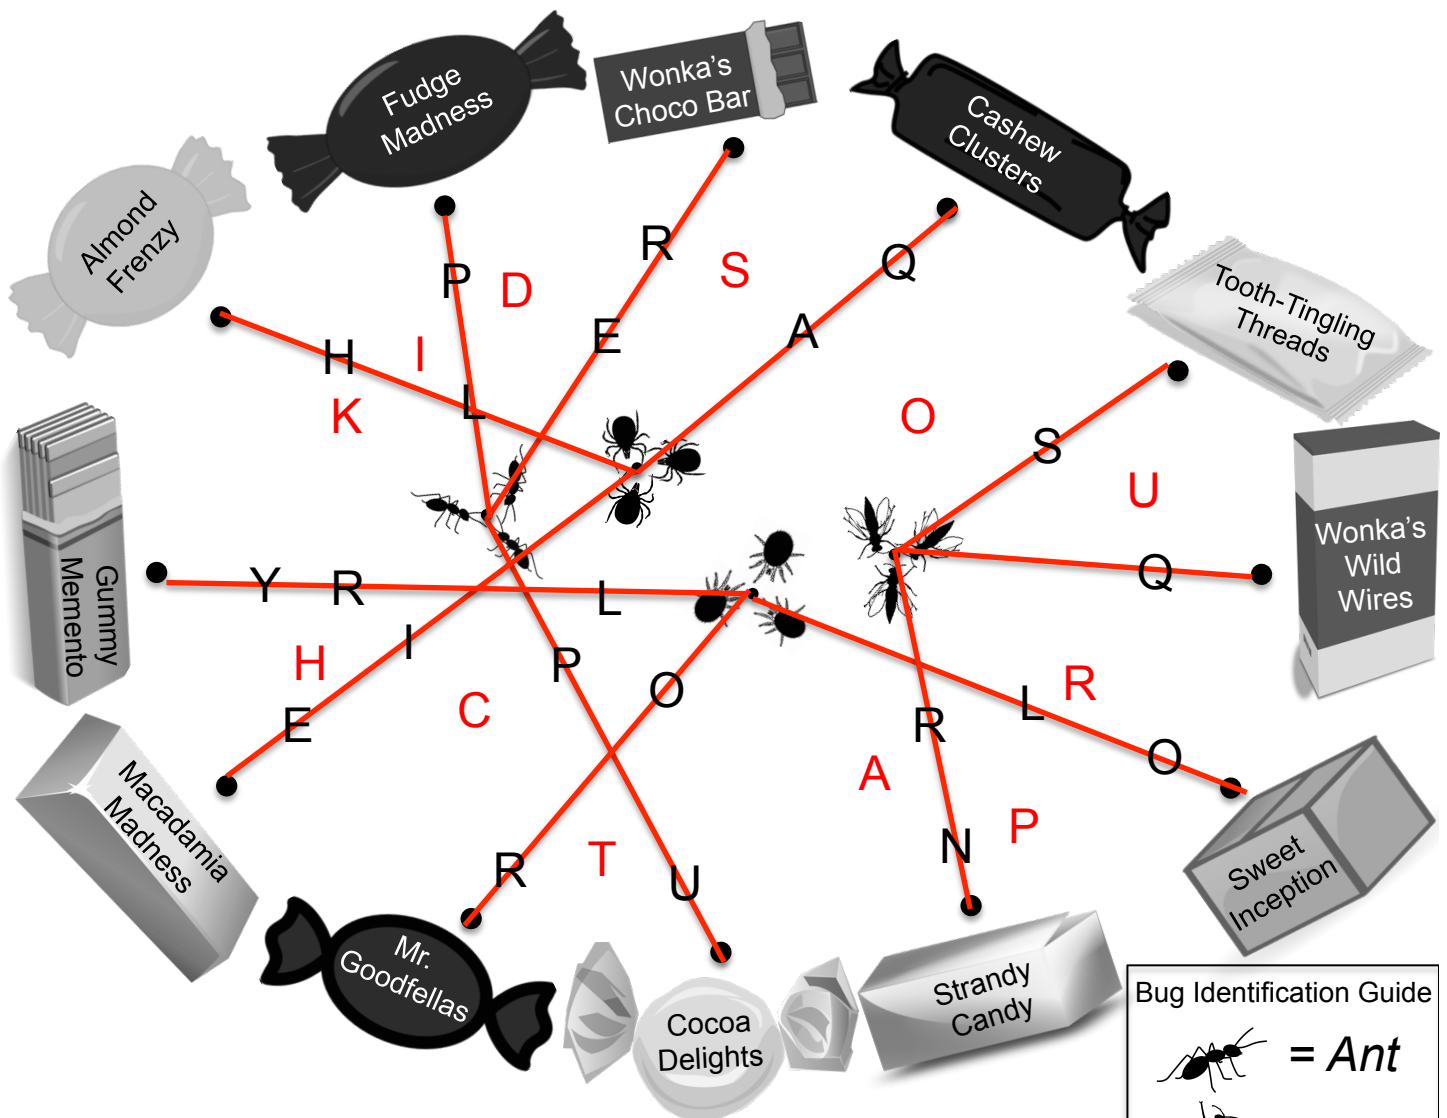 Fudge
Madness
Wonka's
Choco Bar
Cashew
Clusters
Almond
Frenzy
Tooth-Tingling
Threads
Gummy
Memento
Wonka's
Wild
Wires
Macadamia
Madness
Mr.
Goodfellas
Cocoa
Delights
Strandy
Candy
Sweet
Inception
R
Q
S
P
D
A
E
H
I
K
L
O
S
U
Q
Y
R
L
I
H
P
O
R
L
C
R
E
O
A
P
N
T
R
U
Bug Identification Guide
= Ant